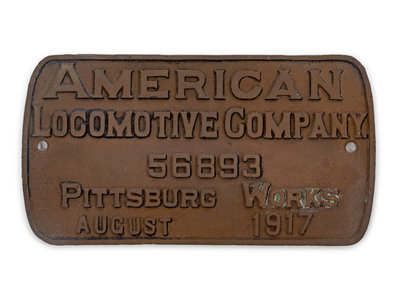 AMERICAN
LOCOMOTIVE COMPANY
56893
PITTSBURG WORKS
AUGUST 1917